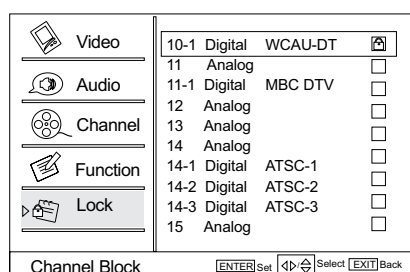 Video
Audio
Channel
Function
Lock
10-1 Digital WCAU-DT
11 Analog
11-1 Digital MBC DTV
12 Analog
13 Analog
14 Analog
14-1 Digital ATSC-1
14-2 Digital ATSC-2
14-3 Digital ATSC-3
15 Analog
Channel Block
ENTER Set Select EXIT Back